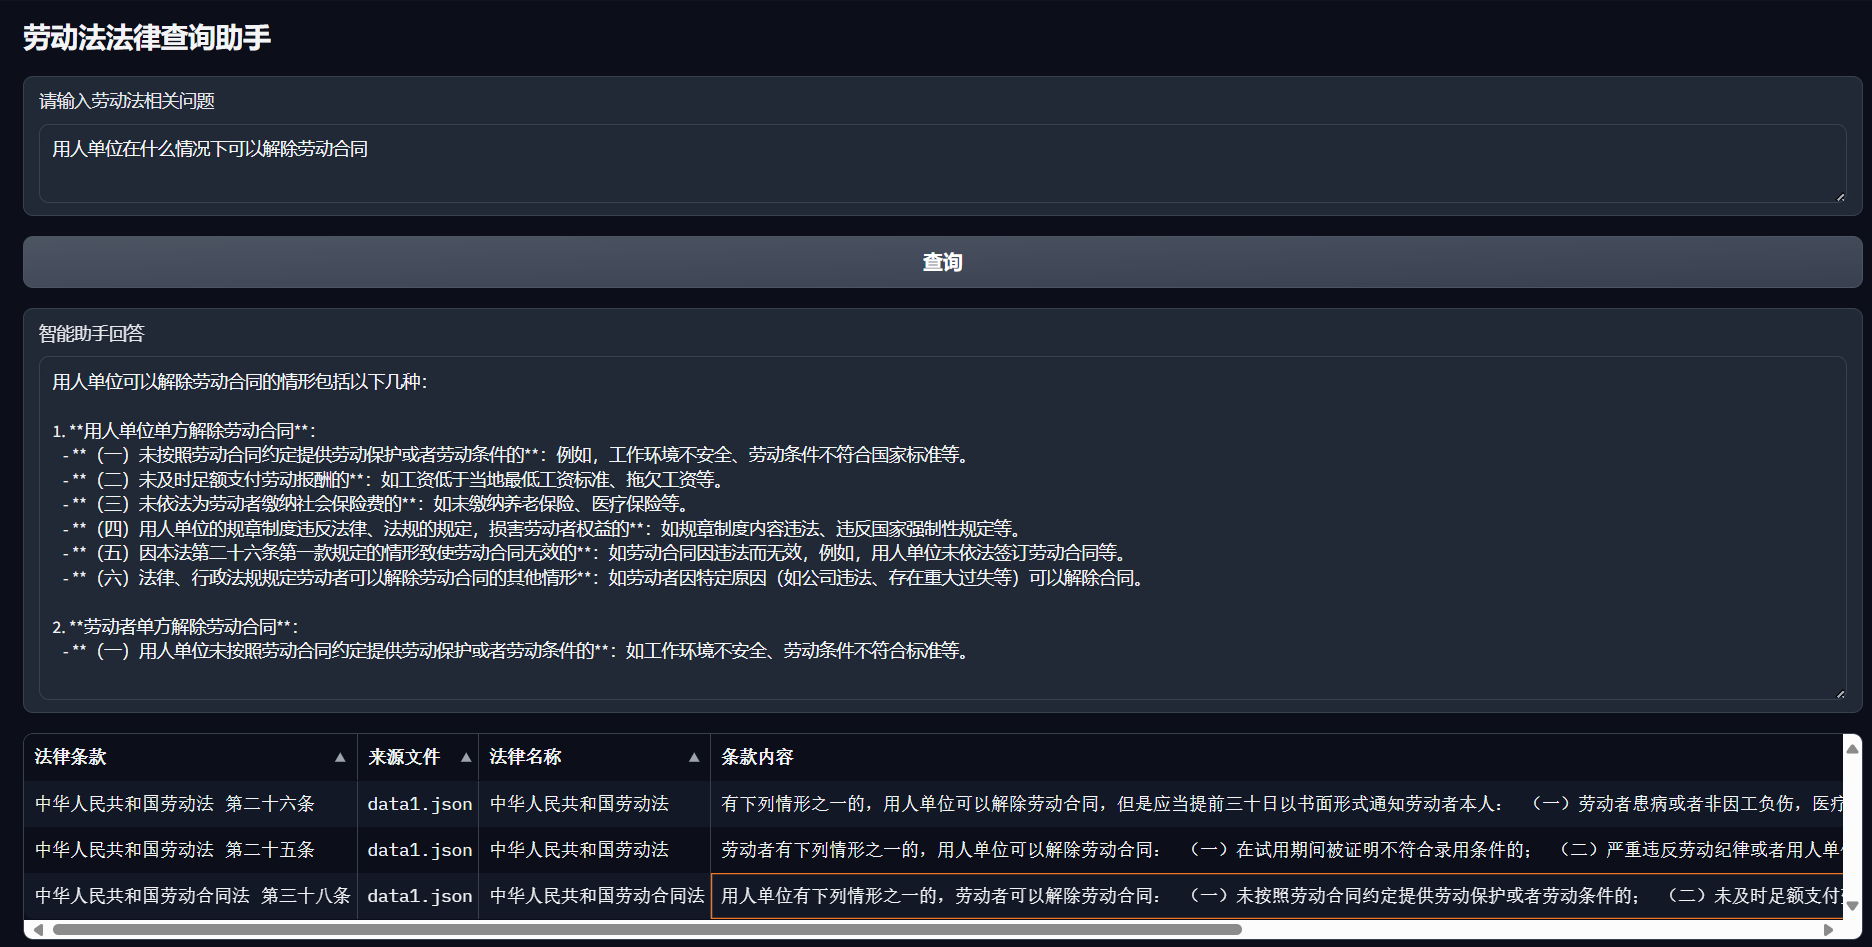 劳动法法律查询助手
请输入劳动法相关问题
用人单位在什么情况下可以解除劳动合同
查询
智能助手回答
用人单位可以解除劳动合同的情形包括以下几种：
1. **用人单位单方解除劳动合同**：
- **（一）未按照劳动合同约定提供劳动保护或者劳动条件的**：例如，工作环境不安全、劳动条件不符合国家标准等。
- **（二）未及时足额支付劳动报酬的**：如工资低于当地最低工资标准、拖欠工资等。
- **（三）未依法为劳动者缴纳社会保险费的**：如未缴纳养老保险、医疗保险等。
- **（四）用人单位的规章制度违反法律、法规的规定，损害劳动者权益的**：如规章制度内容违法、违反国家强制性规定等。
- **（五）因本法第二十六条第一款规定的情形致使劳动合同无效的**：如劳动合同因违法而无效，例如，用人单位未依法签订劳动合同等。
- **（六）法律、行政法规规定劳动者可以解除劳动合同的其他情形**：如劳动者因特定原因（如公司违法、存在重大过失等）可以解除合同。
2. **劳动者单方解除劳动合同**：
- **（一）用人单位未按照劳动合同约定提供劳动保护或者劳动条件的**：如工作环境不安全、劳动条件不符合标准等。
法律条款 来源文件 法律名称 条款内容
中华人民共和国劳动法 第二十六条 data1.json 中华人民共和国劳动法 有下列情形之一的，用人单位可以解除劳动合同，但是应当提前三十日以书面形式通知劳动者本人： （一）劳动者患病或者非因工负伤，医疗
中华人民共和国劳动法 第二十五条 data1.json 中华人民共和国劳动法 劳动者有下列情形之一的，用人单位可以解除劳动合同： （一）在试用期间被证明不符合录用条件的； （二）严重违反劳动纪律或者用人单
中华人民共和国劳动合同法 第三十八条 data1.json 中华人民共和国劳动合同法 用人单位有下列情形之一的，劳动者可以解除劳动合同： （一）未按照劳动合同约定提供劳动保护或者劳动条件的； （二）未及时足额支付